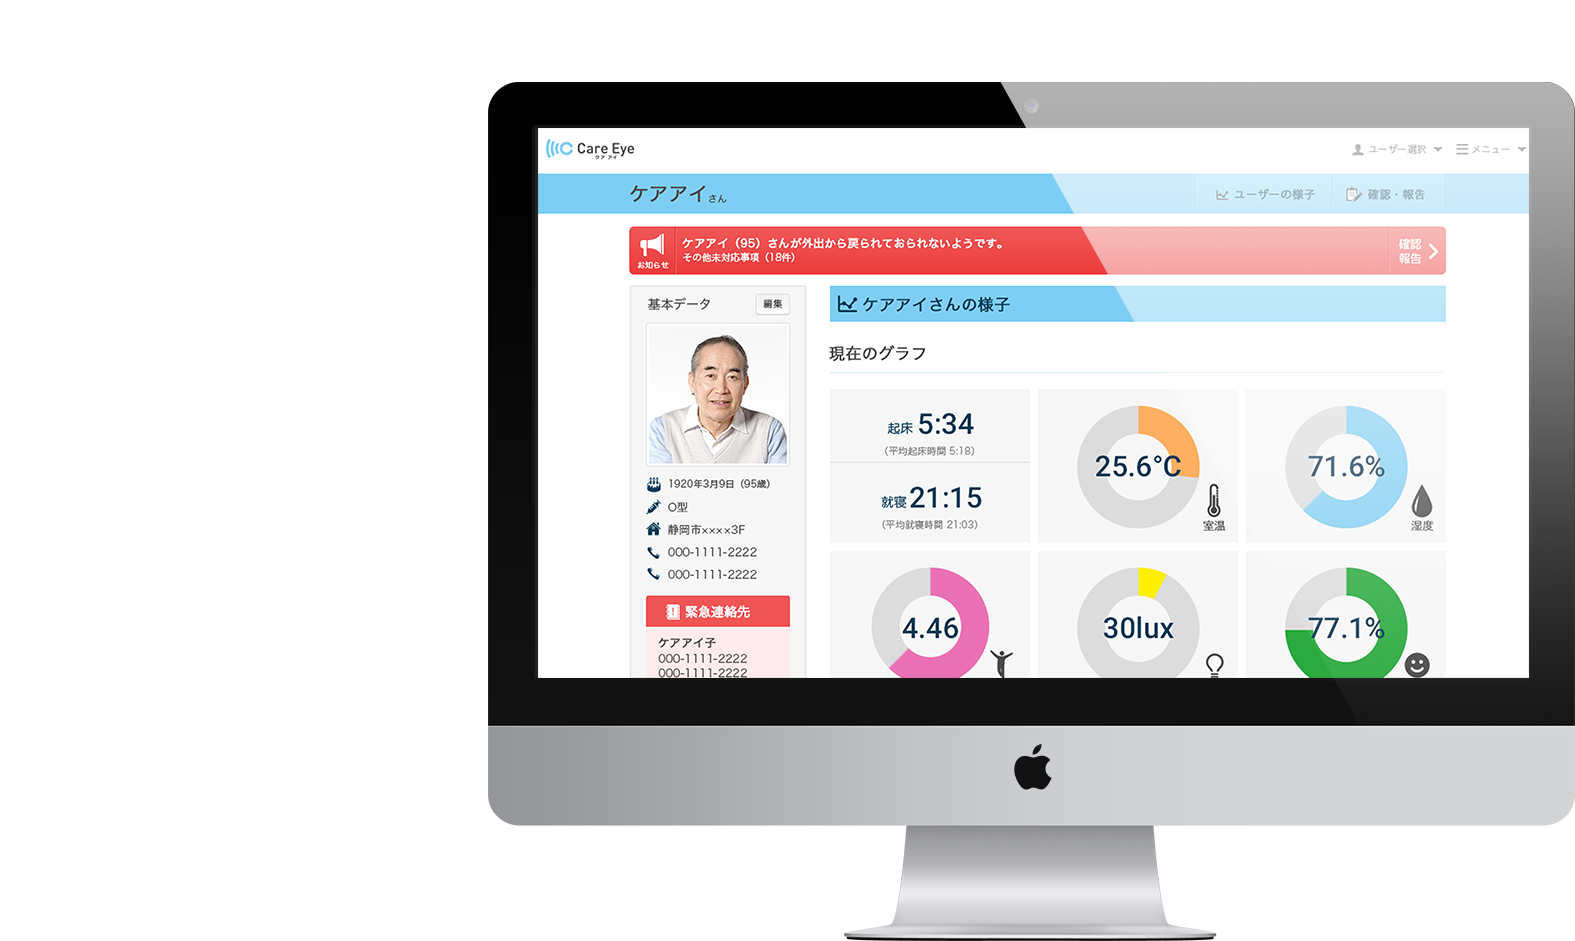 Care Eye
ケア アイ
ユーザー選択
メニュー
ケアアイさん
ユーザーの様子
確認・報告
お知らせ
ケアアイ（95）さんが外出から戻られておられないようです。
その他未対応事項（18件）
確認
報告
基本データ
編集
1920年3月9日（95歳）
O型
静岡市××××3F
000-1111-2222
000-1111-2222
緊急連絡先
ケアアイ子
000-1111-2222
000-1111-2222
ケアアイさんの様子
現在のグラフ
起床 5:34
（平均起床時間 5:18）
就寝 21:15
（平均就寝時間 21:03）
25.6°C
室温
71.6%
湿度
4.46
30lux
77.1%